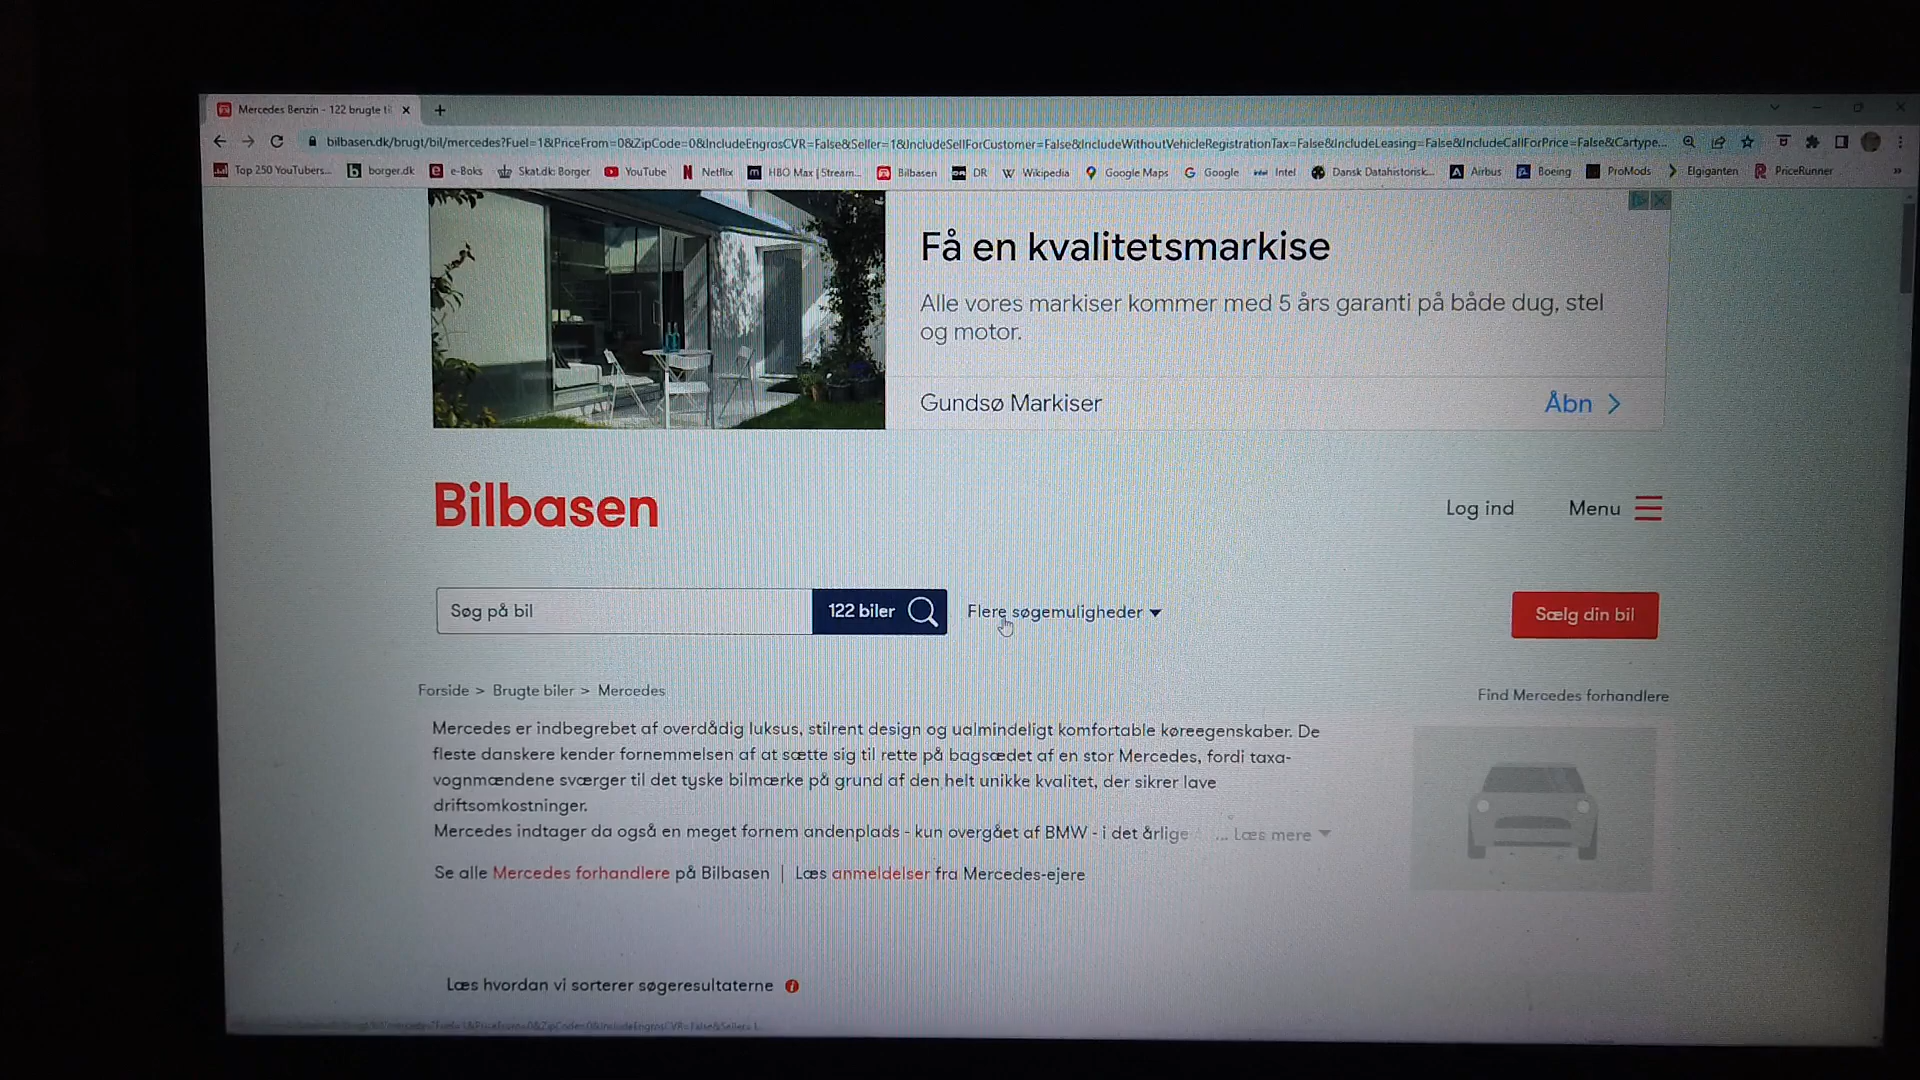 Mercedes Benzin - 122 brugte ti
bilbasen.dk/brugt/bil/mercedes?Fuel=1&PriceFrom=0&ZipCode=0&IncludeEngrosCVR=False&Seller=1&IncludeSellForCustomer=False&IncludeWithoutVehicleRegistrationTax=False&IncludeLeasing=False&IncludeCallForPrice=False&Cartype...
Top 250 YouTubers... borger.dk e-Boks Skat.dk: Borger YouTube Netflix HBO Max | Stream... Bilbasen DR Wikipedia Google Maps Google Intel Dansk Datahistorisk... Airbus Boeing ProMods Elgiganten PriceRunner »
Få en kvalitetsmarkise
Alle vores markiser kommer med 5 års garanti på både dug, stel
og motor.
Gundsø Markiser Åbn
Bilbasen
Log ind Menu
Søg på bil 122 biler Flere søgemuligheder
Sælg din bil
Forside > Brugte biler > Mercedes
Find Mercedes forhandlere
Mercedes er indbegrebet af overdådig luksus, stilrent design og ualmindeligt komfortable køreegenskaber. De
fleste danskere kender fornemmelsen af at sætte sig til rette på bagsædet af en stor Mercedes, fordi taxa-
vognmændene sværger til det tyske bilmærke på grund af den helt unikke kvalitet, der sikrer lave
driftsomkostninger.
Mercedes indtager da også en meget fornem andenplads - kun overgået af BMW - i det årlige ... Læs mere
Se alle Mercedes forhandlere på Bilbasen | Læs anmeldelser fra Mercedes-ejere
Læs hvordan vi sorterer søgeresultaterne